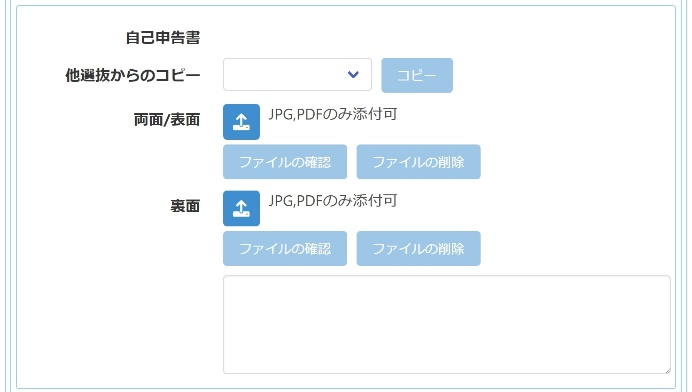 自己申告書
他選抜からのコピー
コピー
両面/表面
JPG,PDFのみ添付可
ファイルの確認 ファイルの削除
裏面
JPG,PDFのみ添付可
ファイルの確認 ファイルの削除